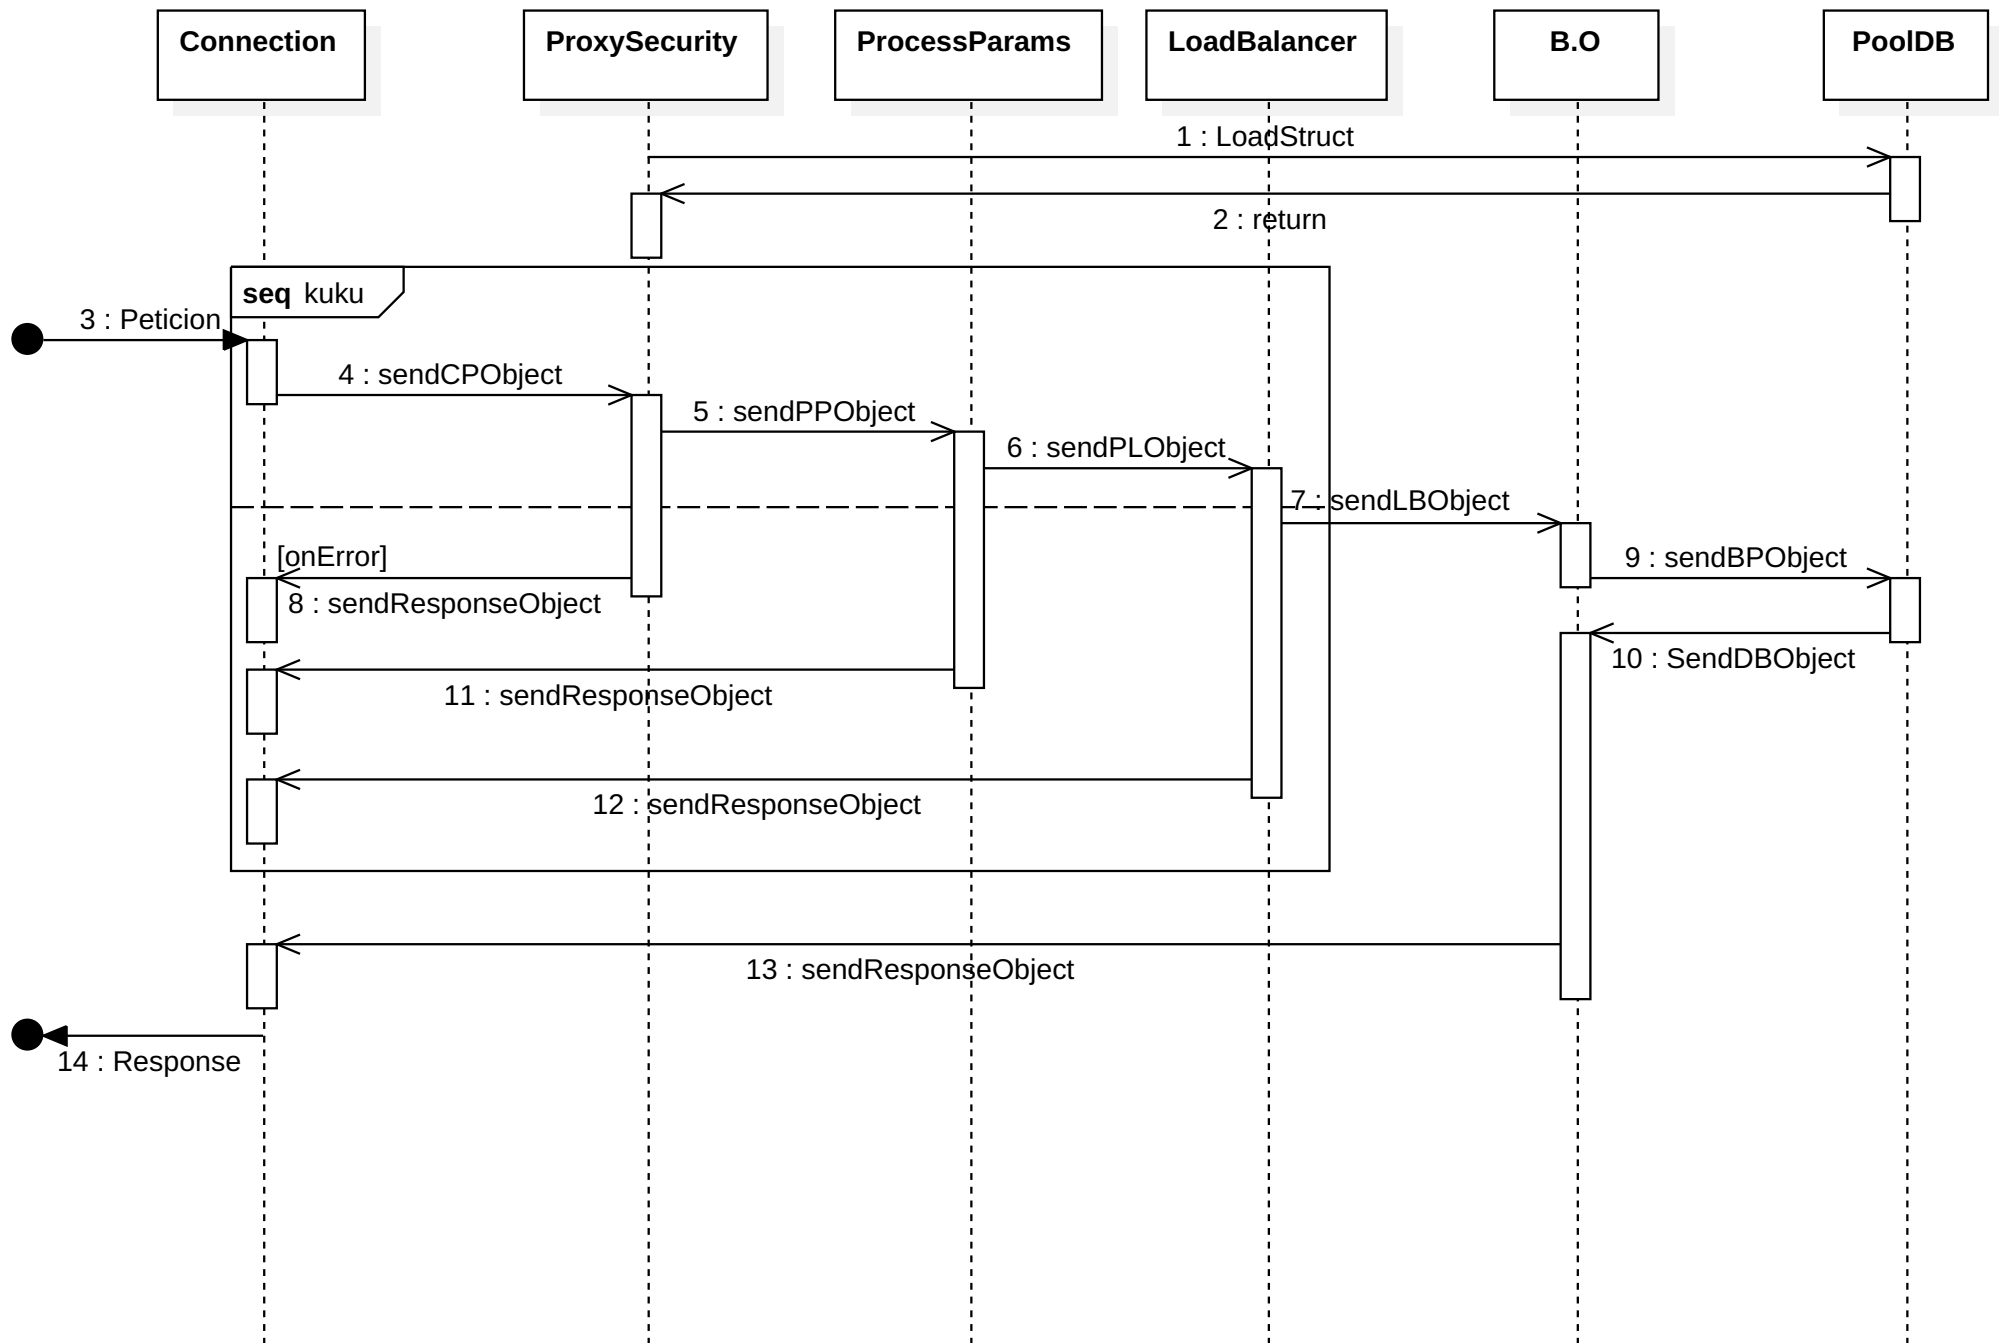 Connection
ProxySecurity
ProcessParams
LoadBalancer
B.O
PoolDB
1 : LoadStruct
2 : return
seq kuku
3 : Peticion
4 : sendCPObject
5 : sendPPObject
6 : sendPLObject
7 : sendLBObject
[onError]
9 : sendBPObject
8 : sendResponseObject
10 : SendDBObject
11 : sendResponseObject
12 : sendResponseObject
13 : sendResponseObject
14 : Response